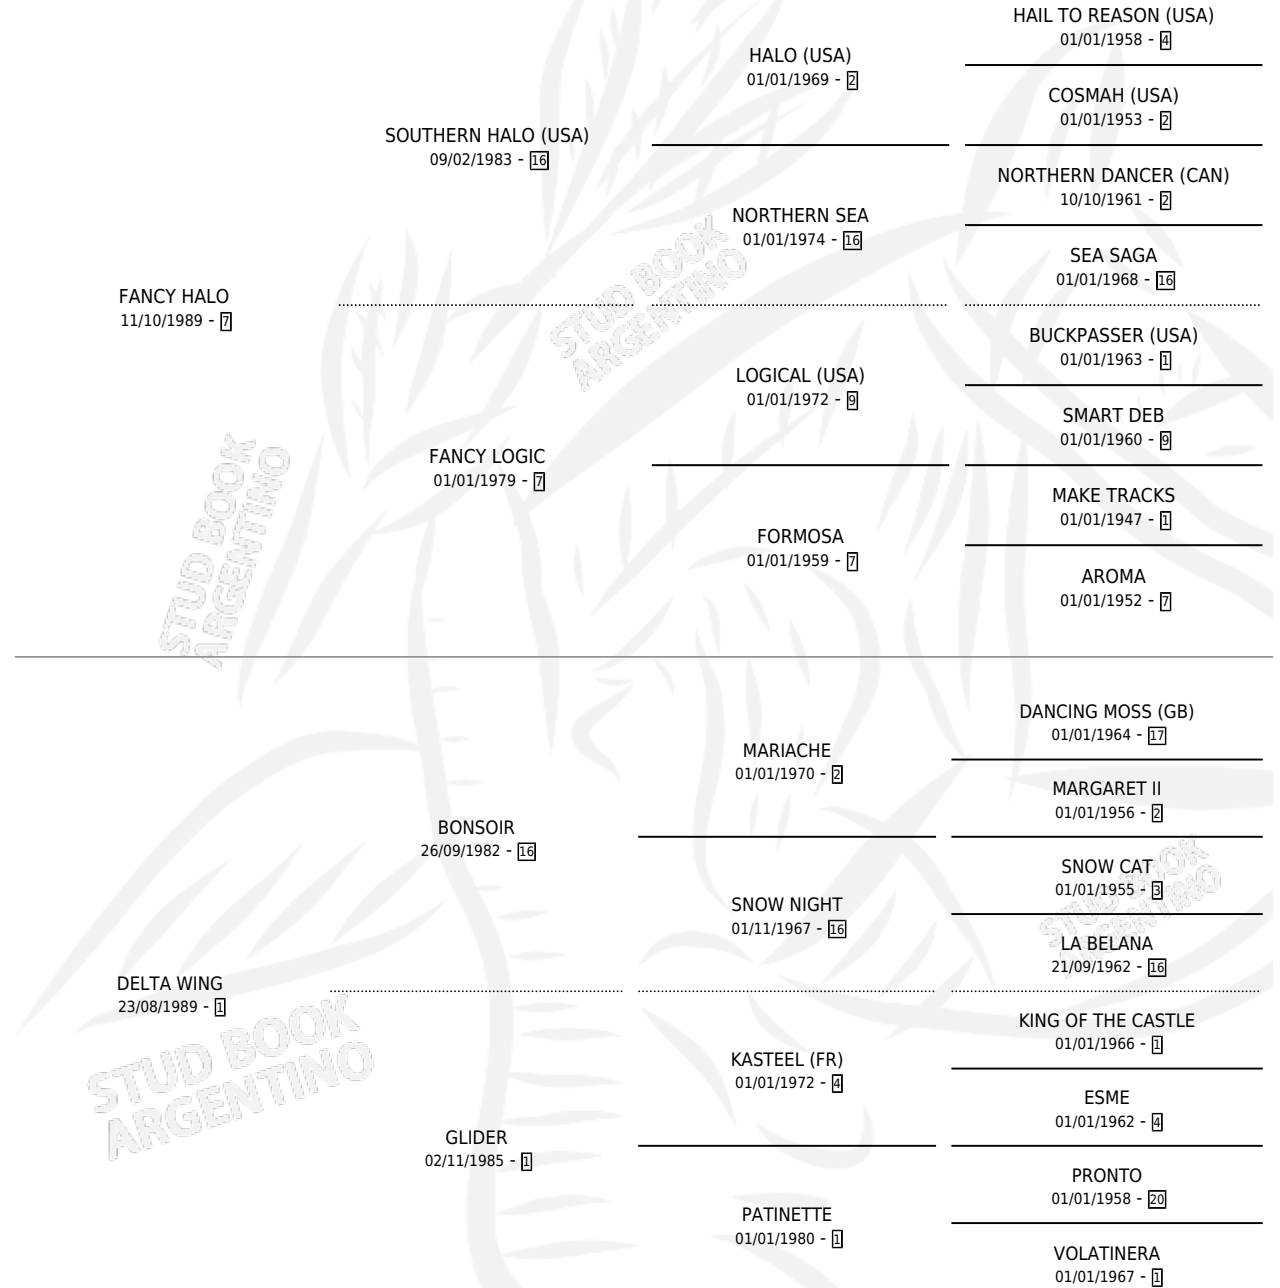 HAIL TO REASON (USA)
01/01/1958 - 4
HALO (USA)
01/01/1969 - 2
COSMAH (USA)
01/01/1953 - 2
SOUTHERN HALO (USA)
09/02/1983 - 16
NORTHERN DANCER (CAN)
10/10/1961 - 2
NORTHERN SEA
01/01/1974 - 16
SEA SAGA
01/01/1968 - 16
FANCY HALO
11/10/1989 - 7
STUD BOOK
ARGENTINO
BUCKPASSER (USA)
01/01/1963 - 1
LOGICAL (USA)
01/01/1972 - 9
SMART DEB
01/01/1960 - 9
FANCY LOGIC
01/01/1979 - 7
MAKE TRACKS
01/01/1947 - 1
FORMOSA
01/01/1959 - 7
AROMA
01/01/1952 - 7
STUD BOOK
ARGENTINO
DANCING MOSS (GB)
01/01/1964 - 17
MARIACHE
01/01/1970 - 2
MARGARET II
01/01/1956 - 2
BONSOIR
26/09/1982 - 16
SNOW CAT
01/01/1955 - 3
SNOW NIGHT
01/11/1967 - 16
LA BELANA
21/09/1962 - 16
STUD BOOK
ARGENTINO
DELTA WING
23/08/1989 - 1
KING OF THE CASTLE
01/01/1966 - 1
KASTEEL (FR)
01/01/1972 - 4
ESME
01/01/1962 - 4
STUD BOOK
ARGENTINO
GLIDER
02/11/1985 - 1
PRONTO
01/01/1958 - 20
PATINETTE
01/01/1980 - 1
VOLATINERA
01/01/1967 - 1